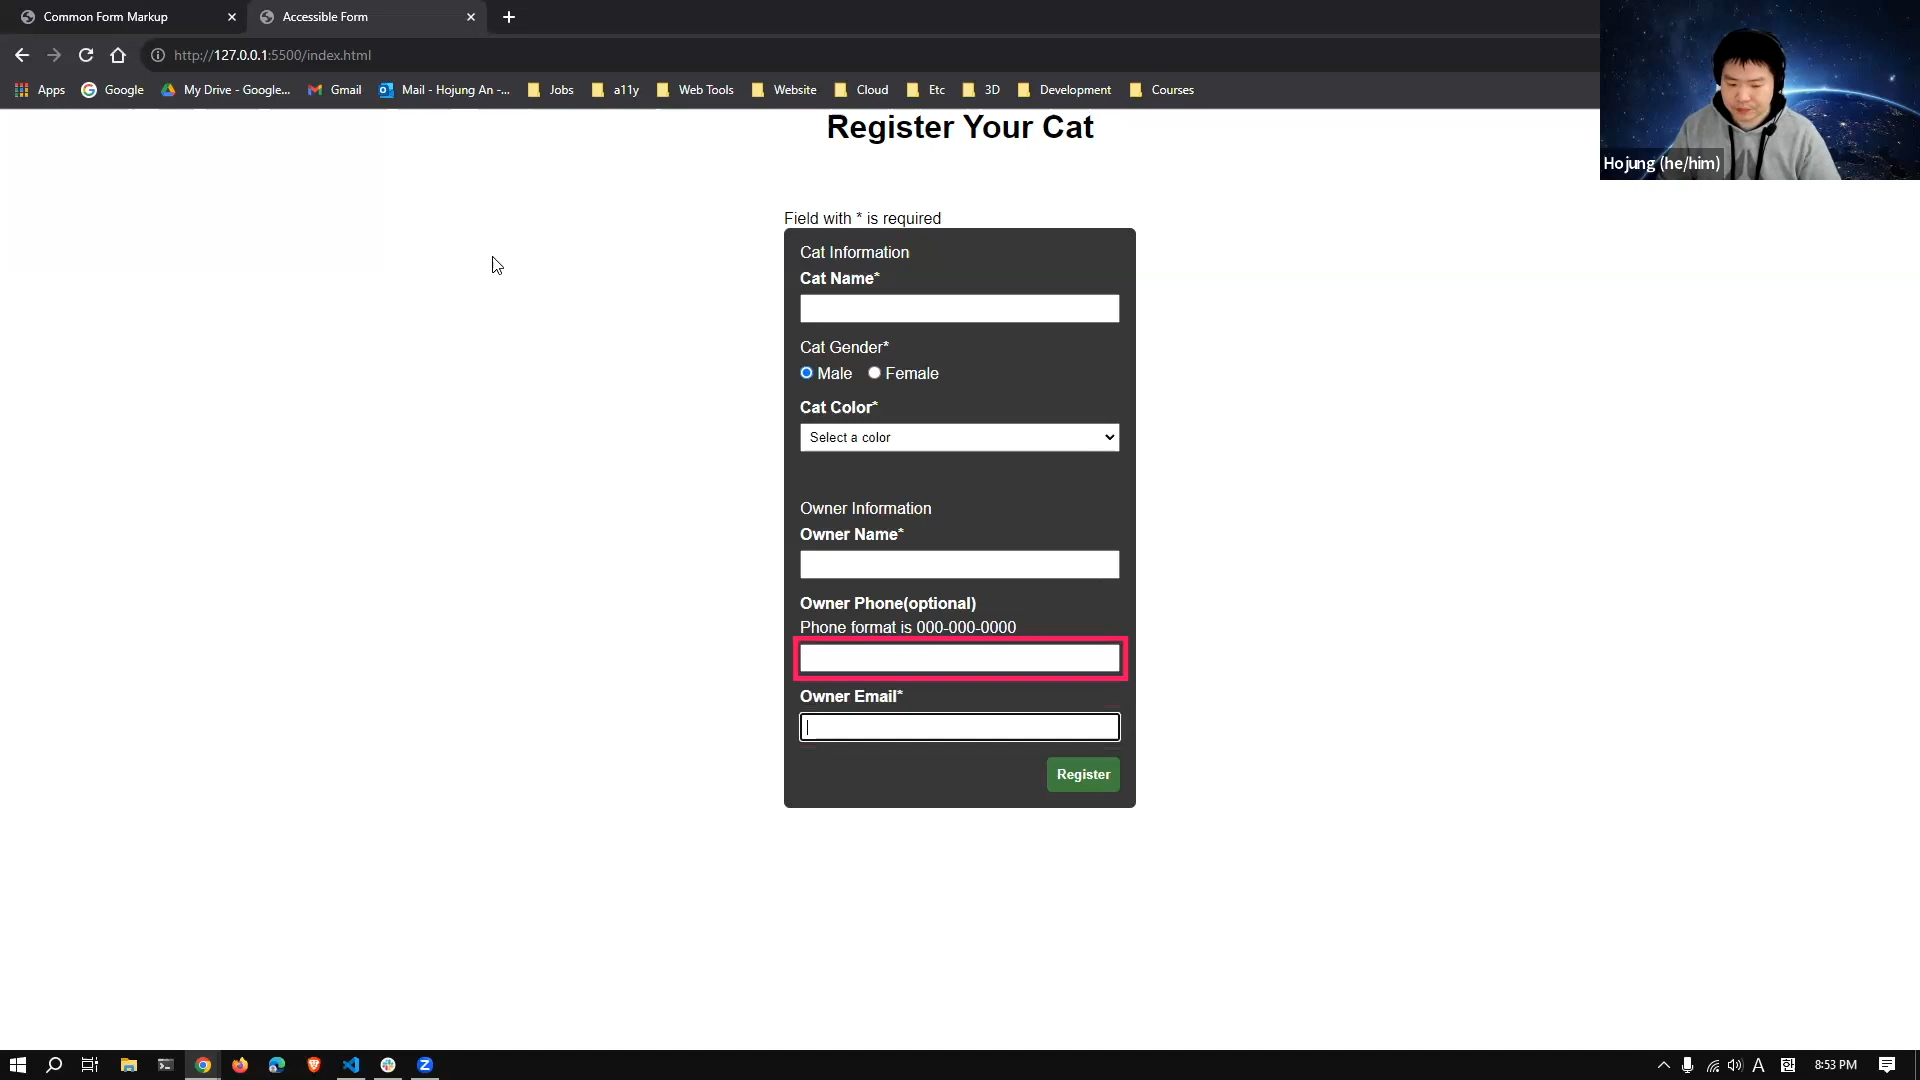 Common Form Markup
Accessible Form
http://127.0.0.1:5500/index.html
Apps Google My Drive - Google... Gmail Mail - Hojung An -... Jobs a11y Web Tools Website Cloud Etc 3D Development Courses
Hojung (he/him)
Register Your Cat
Field with * is required
Cat Information
Cat Name*
Cat Gender*
Male Female
Cat Color*
Select a color
Owner Information
Owner Name*
Owner Phone(optional)
Phone format is 000-000-0000
Owner Email*
Register
A 한 8:53 PM